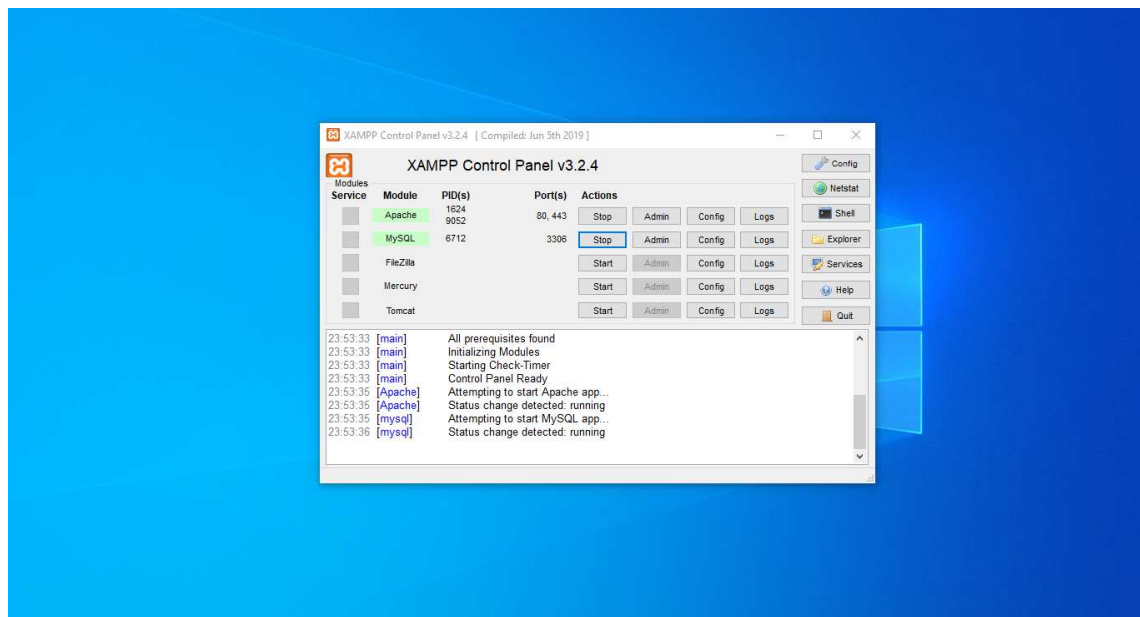 XAMPP Control Panel v3.2.4 [ Compiled: Jun 5th 2019 ]
XAMPP Control Panel v3.2.4
Config
Modules
Netstat
Service Module PID(s) Port(s) Actions
Apache 1624 9052 80, 443 Stop Admin Config Logs
Shell
MySQL 6712 3306 Stop Admin Config Logs
Explorer
FileZilla Start Admin Config Logs
Services
Mercury Start Admin Config Logs
Help
Tomcat Start Admin Config Logs
Quit
23:53:33 [main] All prerequisites found
23:53:33 [main] Initializing Modules
23:53:33 [main] Starting Check-Timer
23:53:33 [main] Control Panel Ready
23:53:35 [Apache] Attempting to start Apache app...
23:53:35 [Apache] Status change detected: running
23:53:35 [mysql] Attempting to start MySQL app...
23:53:36 [mysql] Status change detected: running